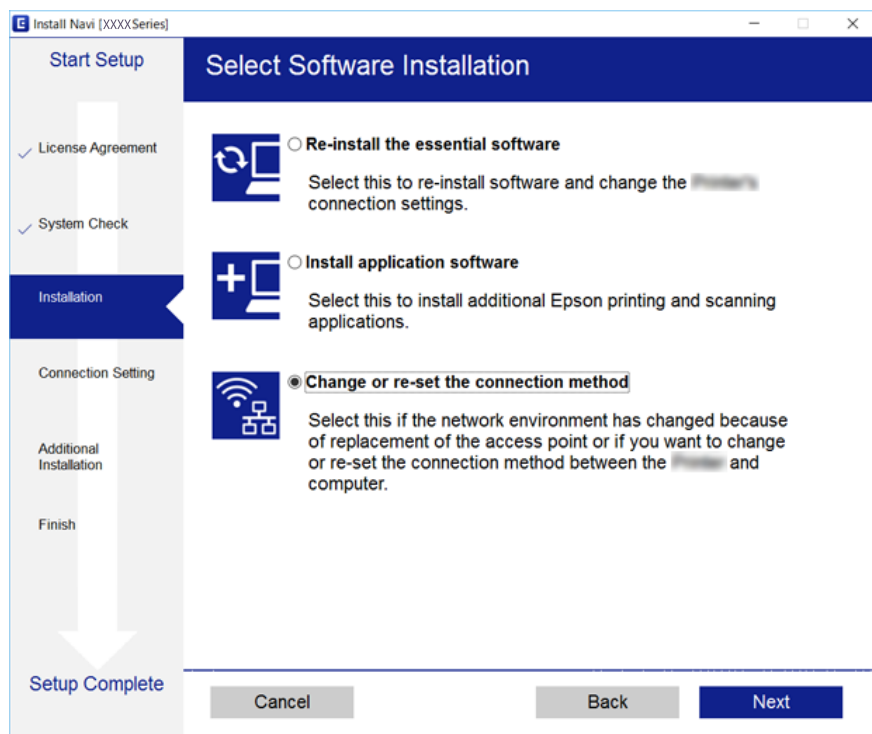 Install Navi [XXXX Series]
Start Setup
License Agreement
System Check
Installation
Connection Setting
Additional
Installation
Finish
Setup Complete
Select Software Installation
Re-install the essential software
Select this to re-install software and change the
connection settings.
Install application software
Select this to install additional Epson printing and scanning
applications.
Change or re-set the connection method
Select this if the network environment has changed because
of replacement of the access point or if you want to change
or re-set the connection method between the and
computer.
Cancel
Back
Next